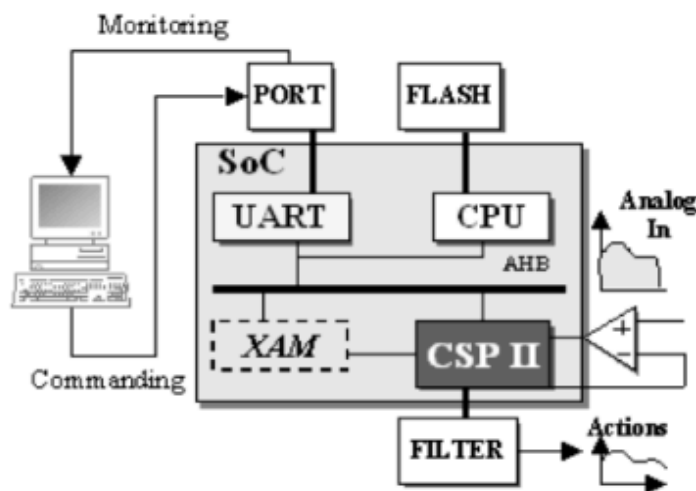 Monitoring
PORT
FLASH
SoC
UART
CPU
Analog
In
AHB
XAM
CSP II
+
−
Commanding
FILTER
Actions